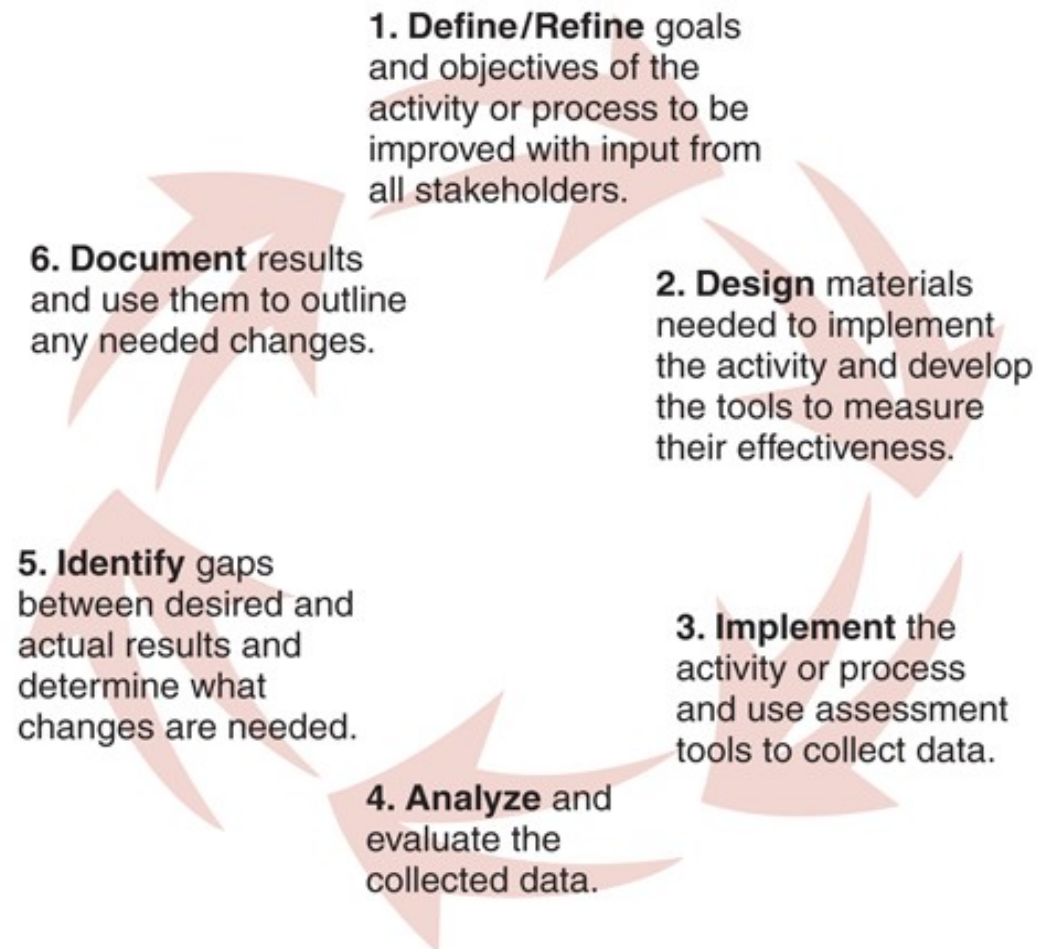 1. Define/Refine goals
and objectives of the
activity or process to be
improved with input from
all stakeholders.
2. Design materials
needed to implement
the activity and develop
the tools to measure
their effectiveness.
3. Implement the
activity or process
and use assessment
tools to collect data.
4. Analyze and
evaluate the
collected data.
5. Identify gaps
between desired and
actual results and
determine what
changes are needed.
6. Document results
and use them to outline
any needed changes.